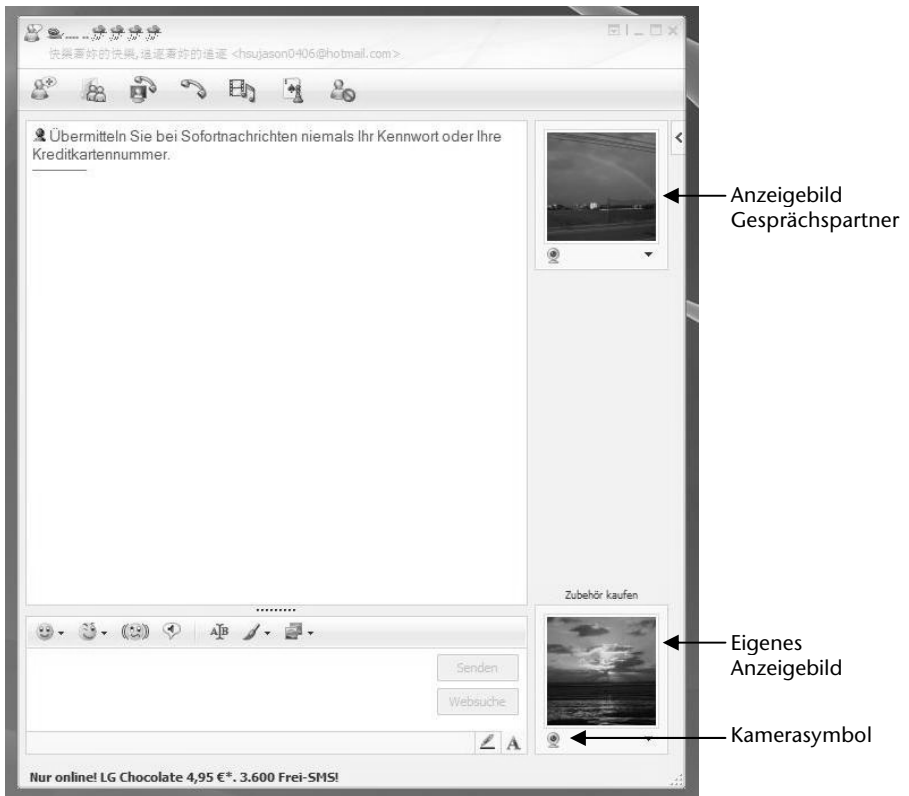 快樂著妳的快樂,追逐著妳的追逐 <hsujason0406@hotmail.com>
Übermitteln Sie bei Sofortnachrichten niemals Ihr Kennwort oder Ihre
Kreditkartennummer.
Anzeigebild
Gesprächspartner
Zubehör kaufen
Senden
Websuche
Eigenes
Anzeigebild
Kamerasymbol
Nur online! LG Chocolate 4,95 €*. 3.600 Frei-SMS!